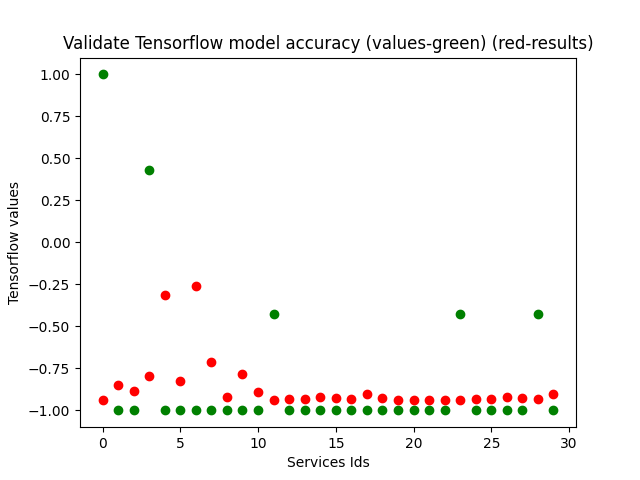 Validate Tensorflow model accuracy (values-green) (red-results)
1.00
0.75
0.50
0.25
0.00
−0.25
−0.50
−0.75
−1.00
Tensorflow values
0 5 10 15 20 25 30
Services Ids